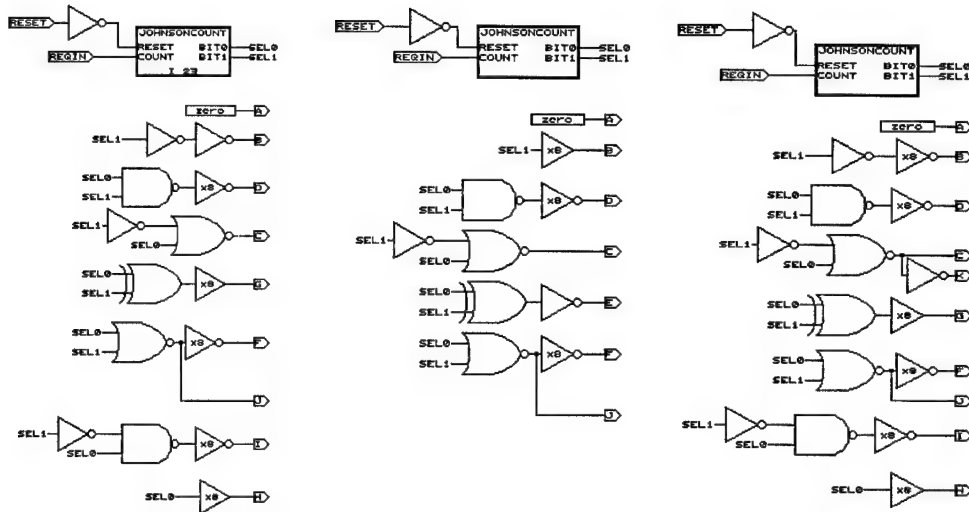 RESET
JOHNSONCOUNT
RESET BIT0 SEL0
REQIN COUNT BIT1 SEL1
I 23
zero A
SEL1 B
SEL0
SEL1 x8 D
SEL1
SEL0 C
SEL0
SEL1 x8 G
SEL0
SEL1 x8 F
J
SEL1
SEL0 x8 I
SEL0 x8 H
RESET
JOHNSONCOUNT
RESET BIT0 SEL0
REQIN COUNT BIT1 SEL1
zero A
SEL1 x8 B
SEL0
SEL1 x8 D
SEL1
SEL0 C
SEL0
SEL1 E
SEL0
SEL1 x8 F
J
RESET
JOHNSONCOUNT
RESET BIT0 SEL0
REQIN COUNT BIT1 SEL1
zero A
SEL1 x8 B
SEL0
SEL1 x8 D
SEL1
SEL0
SEL0
SEL1 x8 G
SEL0
SEL1 x8 F
J
SEL1
SEL0 x8 I
SEL0 x8 H